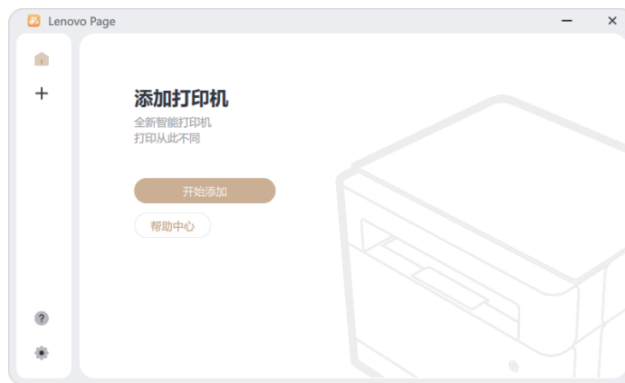 Lenovo Page
添加打印机
全新智能打印机
打印从此不同
开始添加
帮助中心